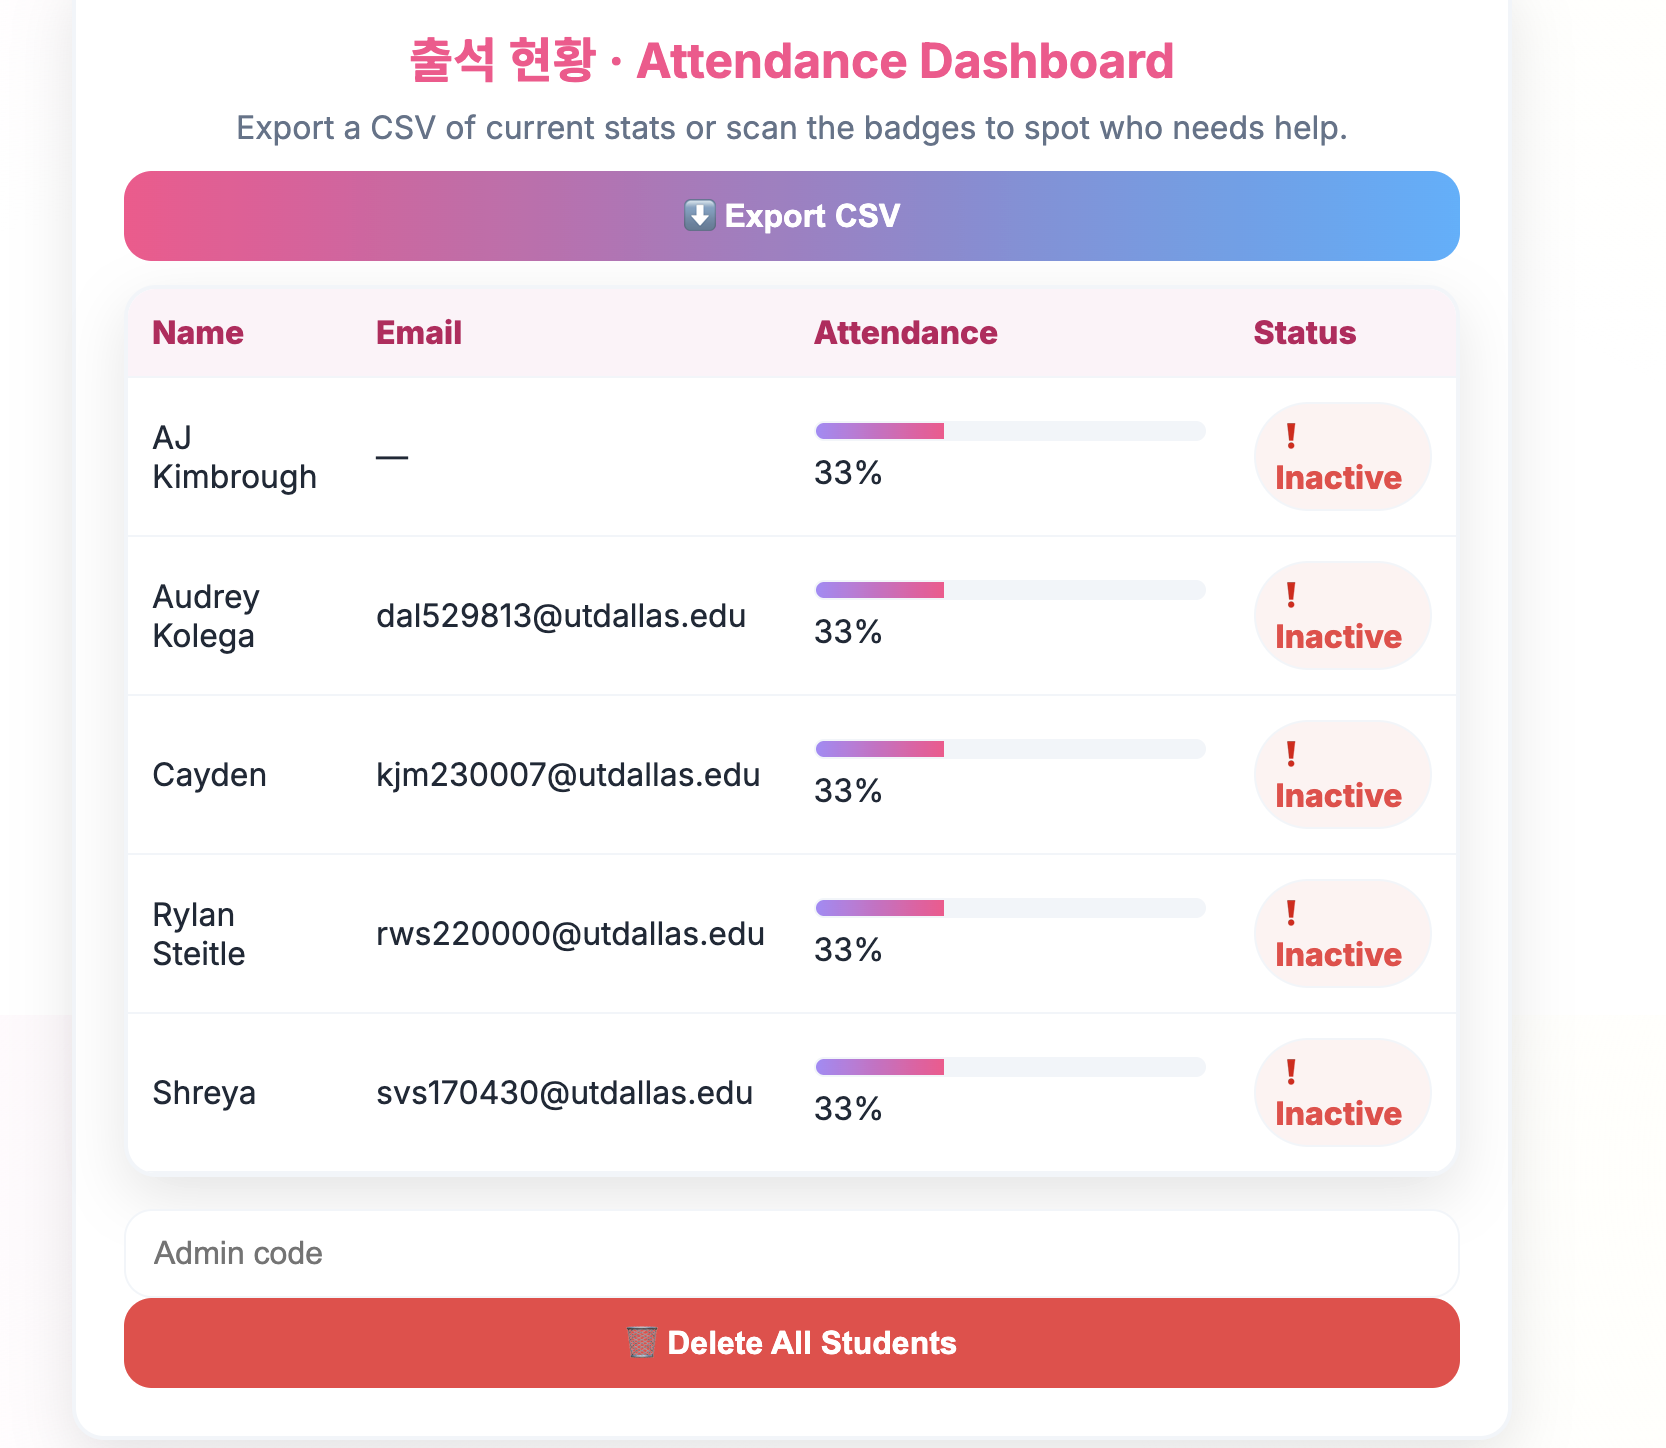 출석 현황 · Attendance Dashboard
Export a CSV of current stats or scan the badges to spot who needs help.
⬇️ Export CSV
Name Email Attendance Status
AJ
Kimbrough
—
33%
❗
Inactive
Audrey
Kolega
dal529813@utdallas.edu
33%
❗
Inactive
Cayden
kjm230007@utdallas.edu
33%
❗
Inactive
Rylan
Steitle
rws220000@utdallas.edu
33%
❗
Inactive
Shreya
svs170430@utdallas.edu
33%
❗
Inactive
Admin code
🗑️ Delete All Students